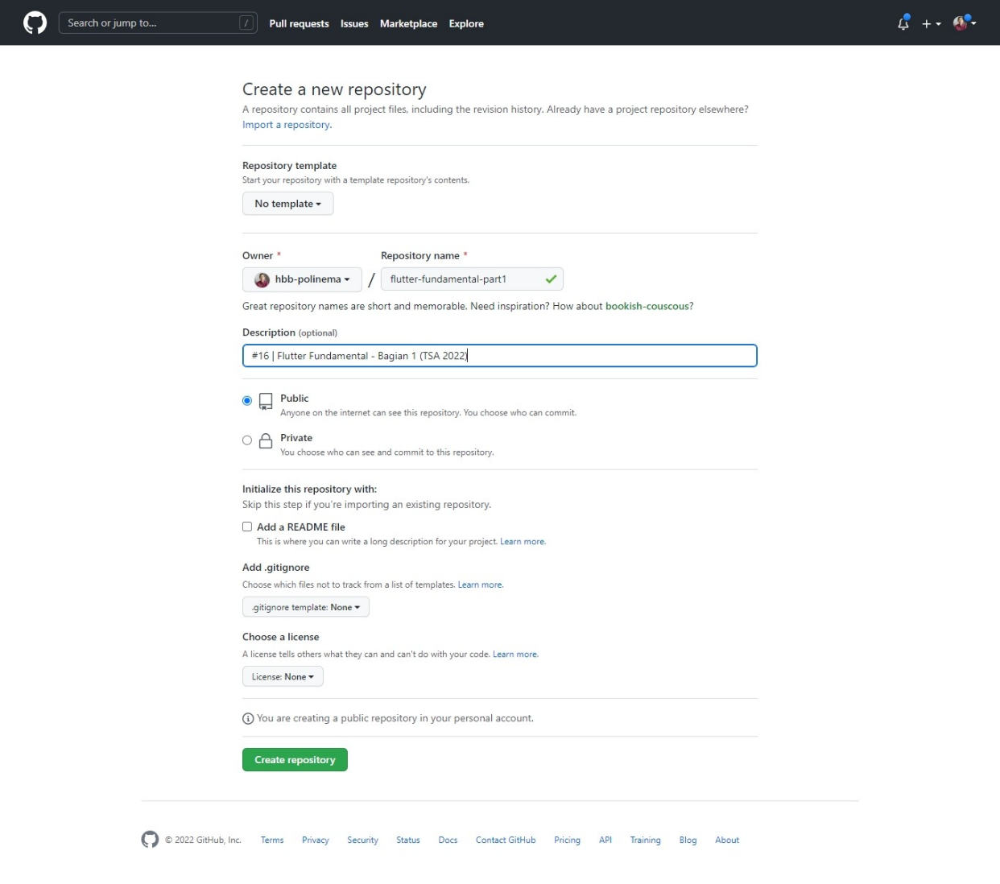 Search or jump to...
/
Pull requests
Issues
Marketplace
Explore
Create a new repository
A repository contains all project files, including the revision history. Already have a project repository elsewhere?
Import a repository.
Repository template
Start your repository with a template repository's contents.
No template
Owner *
Repository name *
hbb-polinema
/
flutter-fundamental-part1
Great repository names are short and memorable. Need inspiration? How about bookish-couscous?
Description (optional)
#16 | Flutter Fundamental - Bagian 1 (TSA 2022)
Public
Anyone on the internet can see this repository. You choose who can commit.
Private
You choose who can see and commit to this repository.
Initialize this repository with:
Skip this step if you're importing an existing repository.
Add a README file
This is where you can write a long description for your project. Learn more.
Add .gitignore
Choose which files not to track from a list of templates. Learn more.
.gitignore template: None
Choose a license
A license tells others what they can and can't do with your code. Learn more.
License: None
You are creating a public repository in your personal account.
Create repository
© 2022 GitHub, Inc.
Terms
Privacy
Security
Status
Docs
Contact GitHub
Pricing
API
Training
Blog
About